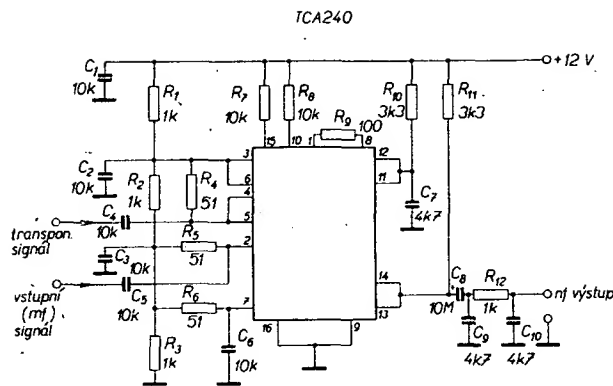 TCA240
+12 V
C1
10k
R1
1k
R7
10k
R8
10k
R9
100
R10
3k3
R11
3k3
15
10
1
8
3
6
4
5
2
7
16
9
12
11
14
13
C2
10k
R2
1k
R4
51
C4
10k
transpon.
signál
R5
51
C3
10k
C5
10k
vstupní
(mf)
signál
R6
51
R3
1k
C6
10k
C7
4k7
C8
10M
R12
1k
C9
4k7
C10
4k7
nf výstup